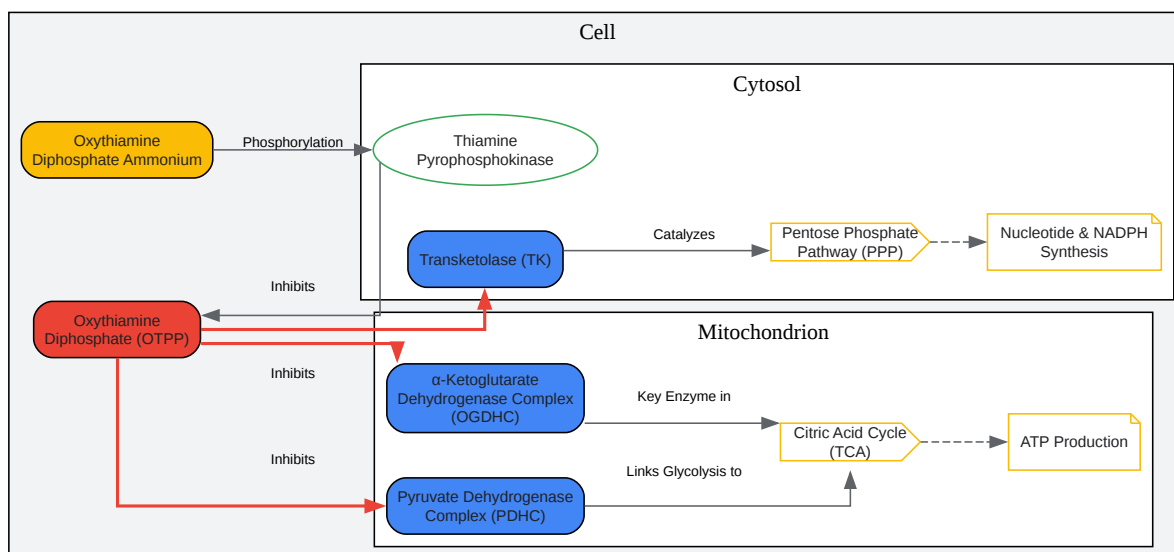 Cell
Cytosol
Oxythiamine
Diphosphate Ammonium
Phosphorylation
Thiamine
Pyrophosphokinase
Transketolase (TK)
Catalyzes
Pentose Phosphate
Pathway (PPP)
Nucleotide & NADPH
Synthesis
Inhibits
Oxythiamine
Diphosphate (OTPP)
Mitochondrion
Inhibits
α-Ketoglutarate
Dehydrogenase Complex
(OGDHC)
Key Enzyme in
Citric Acid Cycle
(TCA)
ATP Production
Inhibits
Links Glycolysis to
Pyruvate Dehydrogenase
Complex (PDHC)